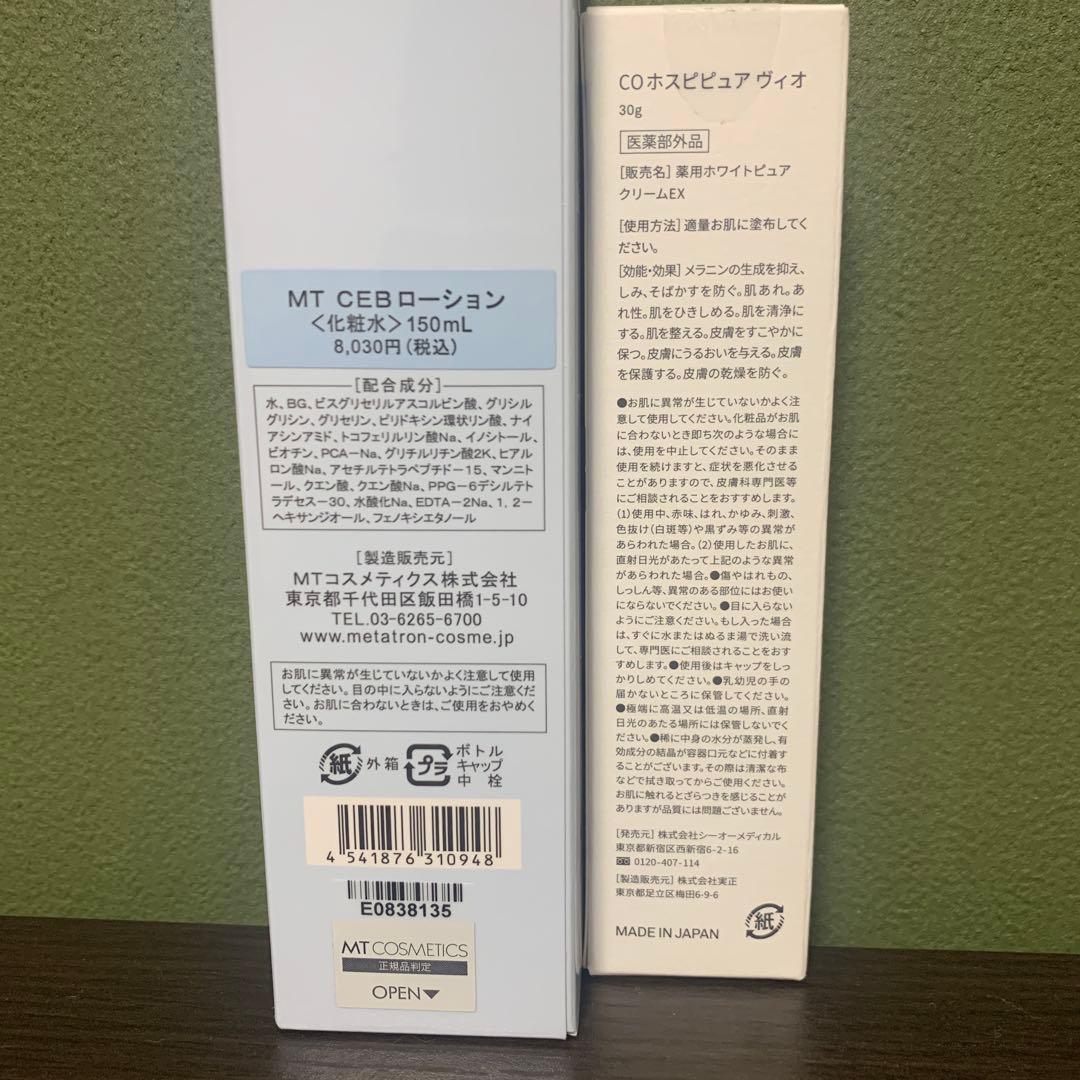 MT CEBローション
<化粧水>150mL
8,030円(税込)
[配合成分]
水、BG、ビスグリセリルアスコルビン酸、グリシル
グリシン、グリセリン、ピリドキシン環状リン酸、ナイ
アシンアミド、トコフェリルリン酸Na、イノシトール、
ビオチン、PCA-Na、グリチルリチン酸2K、ヒアル
ロン酸Na、アセチルテトラペプチド-15、マンニ
トール、クエン酸、クエン酸Na、PPG-6デシルテト
ラデセス-30、水酸化Na、EDTA-2Na、1, 2-
ヘキサンジオール、フェノキシエタノール
[製造販売元]
MTコスメティクス株式会社
東京都千代田区飯田橋1-5-10
TEL.03-6265-6700
www.metatron-cosme.jp
お肌に異常が生じていないかよく注意して使用
してください。目の中に入らないようにご注意くだ
さい。お肌に合わないときは、ご使用をおやめく
ださい。
紙 外箱 プラ ボトル
キャップ
中栓
4 541876 310948
E0838135
MT COSMETICS
正規品判定
OPEN▼
COホスピピュア ヴィオ
30g
医薬部外品
[販売名] 薬用ホワイトピュア
クリームEX
[使用方法] 適量お肌に塗布してく
ださい。
[効能・効果] メラニンの生成を抑え、
しみ、そばかすを防ぐ。肌あれ。あ
れ性。肌をひきしめる。肌を清浄に
する。肌を整える。皮膚をすこやかに
保つ。皮膚にうるおいを与える。皮膚
を保護する。皮膚の乾燥を防ぐ。
●お肌に異常が生じていないかよく注
意して使用してください。化粧品がお肌
に合わないとき即ち次のような場合に
は、使用を中止してください。そのまま
使用を続けますと、症状を悪化させる
ことがありますので、皮膚科専門医等
にご相談されることをおすすめします。
(1)使用中、赤味、はれ、かゆみ、刺激、
色抜け(白斑等)や黒ずみ等の異常が
あらわれた場合。(2)使用したお肌に、
直射日光があたって上記のような異常
があらわれた場合。●傷やはれもの、
しっしん等、異常のある部位にはお使い
にならないでください。●目に入らない
ようにご注意ください。もし入った場合
は、すぐに水またはぬるま湯で洗い流
して、専門医にご相談されることをおす
すめします。●使用後はキャップをしっ
かりしめてください。●乳幼児の手の
届かないところに保管してください。
●極端に高温又は低温の場所、直射
日光のあたる場所には保管しないでく
ださい。●稀に中身の水分が蒸発し、有
効成分の結晶が容器口元などに付着す
ることがございます。その際は清潔な布
などで拭き取ってからご使用ください。
お肌に触れるとざらつきを感じることが
ありますが品質には問題ございません。
[発売元] 株式会社シーオーメディカル
東京都新宿区西新宿6-2-16
0120-407-114
[製造販売元] 株式会社実正
東京都足立区梅田6-9-6
MADE IN JAPAN
紙